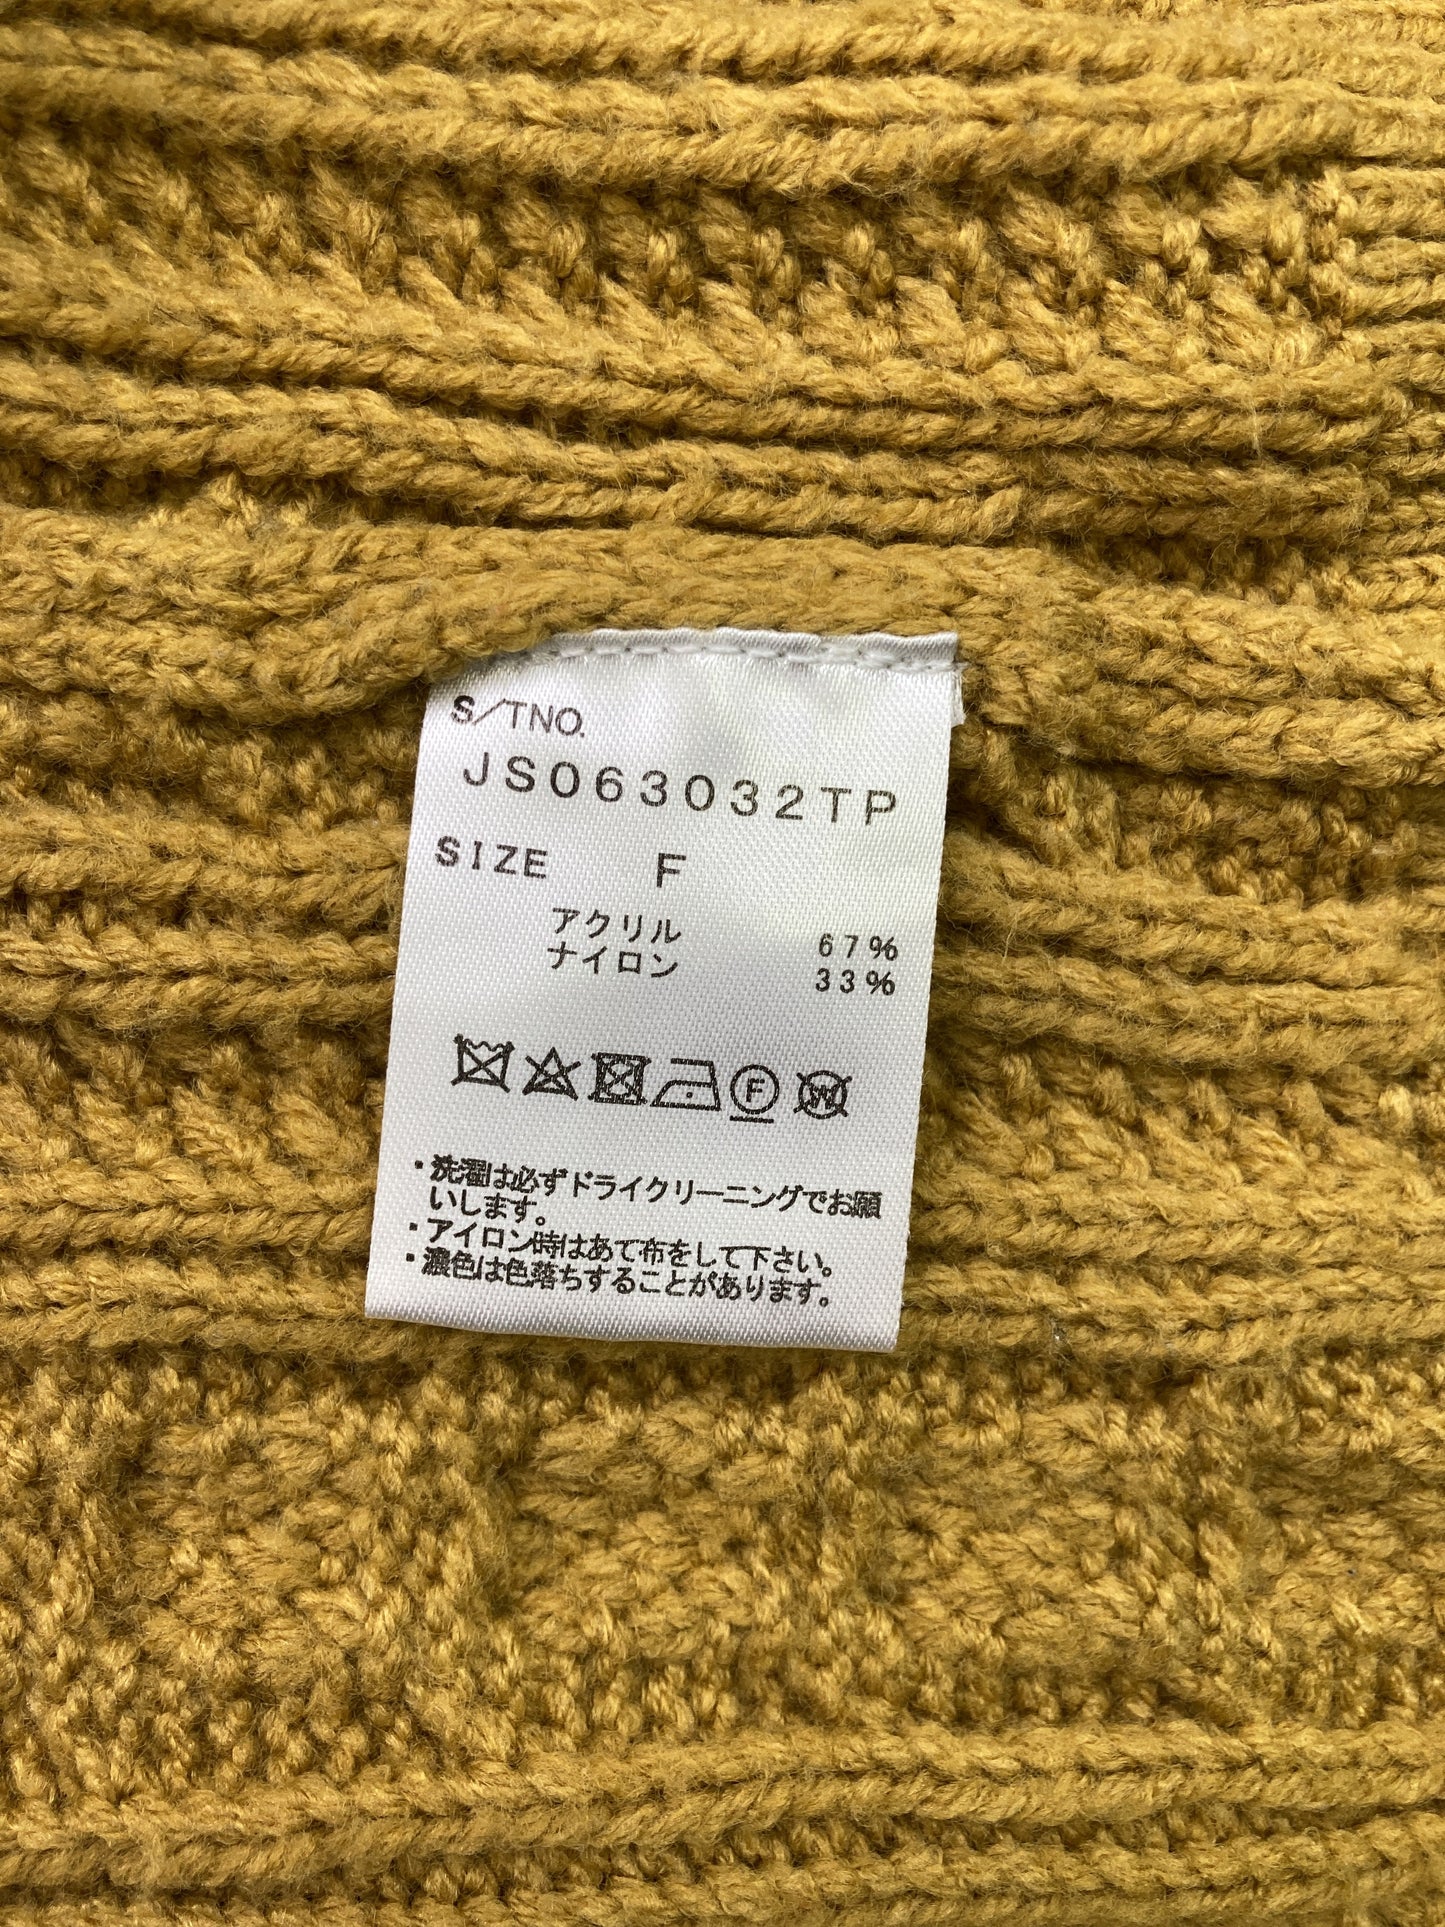 S/TNO.
JS063032TP
SIZE F
アクリル 67%
ナイロン 33%
F W
・洗濯は必ずドライクリーニングでお願
いします。
・アイロン時はあて布をして下さい。
・濃色は色落ちすることがあります。